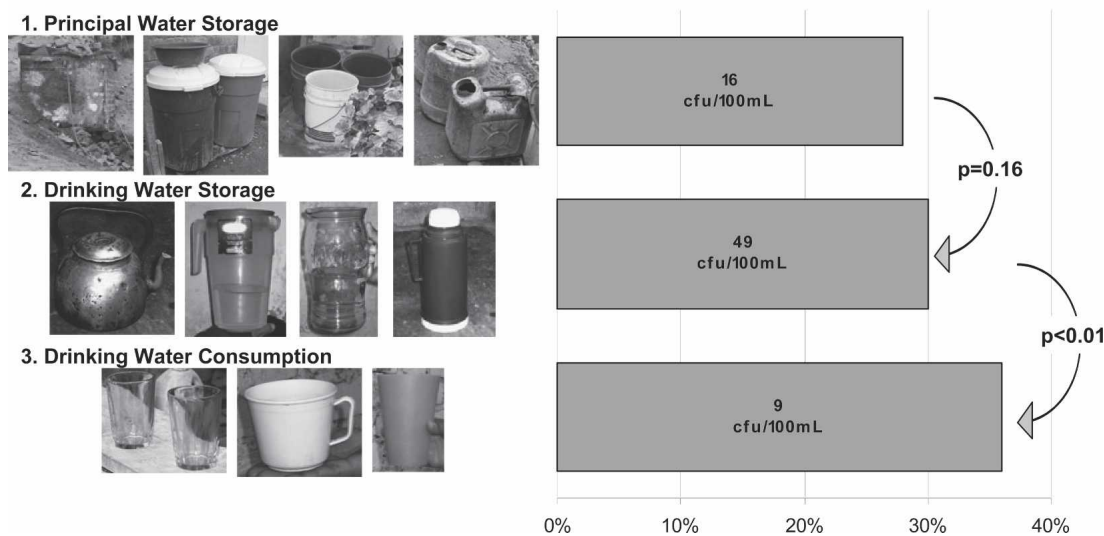 1. Principal Water Storage
16
cfu/100mL
p=0.16
2. Drinking Water Storage
49
cfu/100mL
p<0.01
3. Drinking Water Consumption
9
cfu/100mL
0% 10% 20% 30% 40%